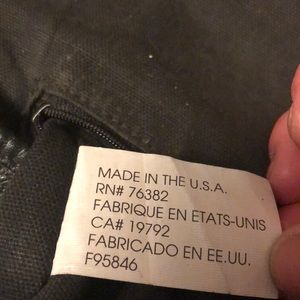 MADE IN THE U.S.A.
RN# 76382
FABRIQUE EN ETATS-UNIS
CA# 19792
FABRICADO EN EE.UU.
F95846